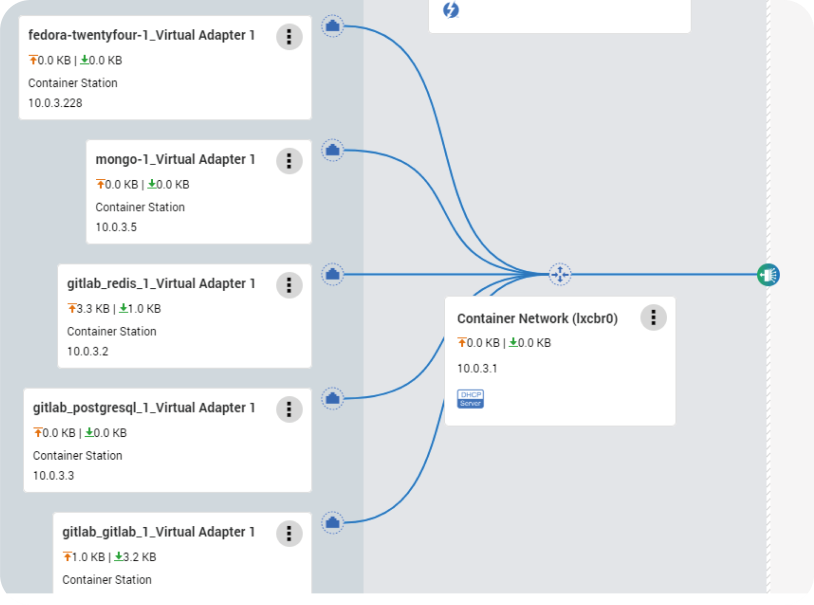 fedora-twentyfour-1_Virtual Adapter 1
0.0 KB | 0.0 KB
Container Station
10.0.3.228
mongo-1_Virtual Adapter 1
0.0 KB | 0.0 KB
Container Station
10.0.3.5
gitlab_redis_1_Virtual Adapter 1
3.3 KB | 1.0 KB
Container Station
10.0.3.2
gitlab_postgresql_1_Virtual Adapter 1
0.0 KB | 0.0 KB
Container Station
10.0.3.3
gitlab_gitlab_1_Virtual Adapter 1
1.0 KB | 3.2 KB
Container Station
Container Network (lxcbr0)
0.0 KB | 0.0 KB
10.0.3.1
DHCP
Server